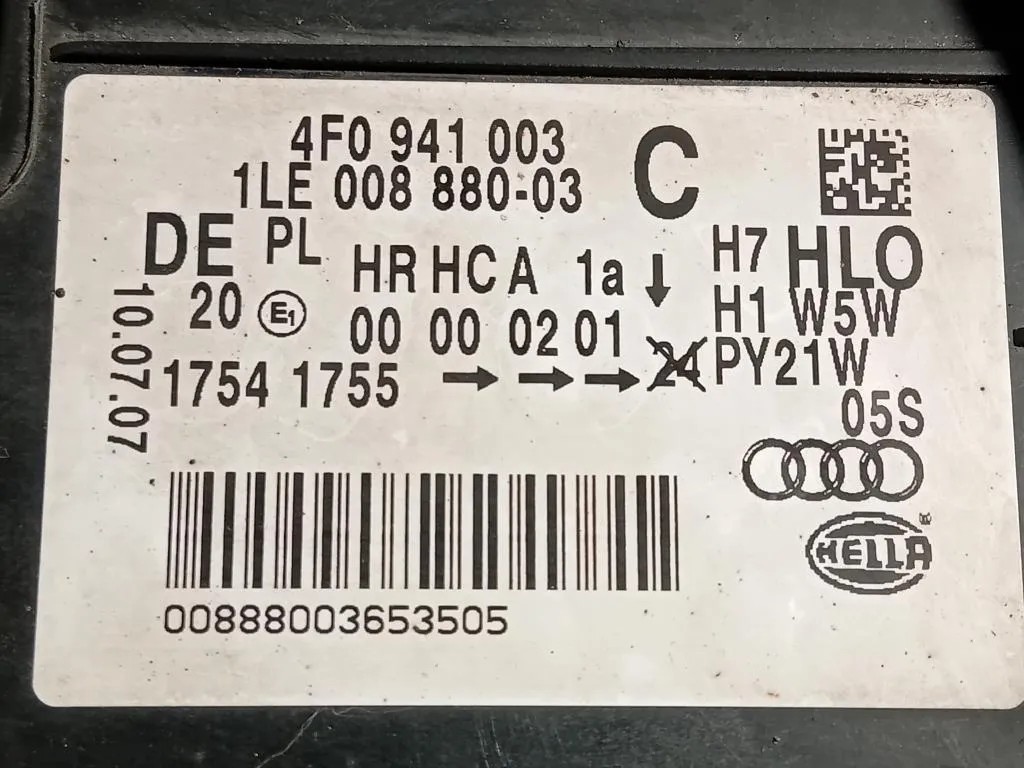 4F0 941 003 C
1LE 008 880-03
DE PL HR HC A 1a ↓ H7 HLO
20 E1 00 00 02 01 H1 W5W
1754 1755 → → → 24 PY21W
10.07.07
05S
HELLA ®
00888003653505